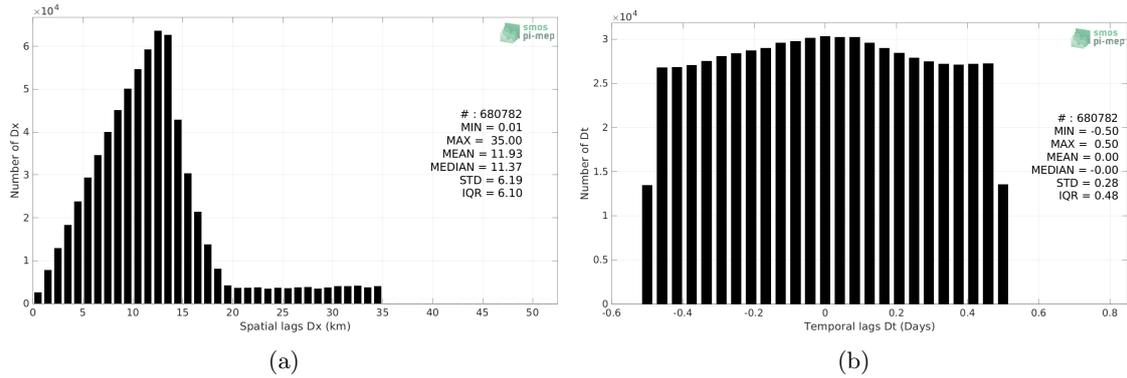 ×10⁴
6
5
4
3
2
1
0
Number of Dx
smos
pi-mep
# : 680782
MIN = 0.01
MAX = 35.00
MEAN = 11.93
MEDIAN = 11.37
STD = 6.19
IQR = 6.10
0 5 10 15 20 25 30 35 40 45 50
Spatial lags Dx (km)
(a)
×10⁴
3
2.5
2
1.5
1
0.5
0
Number of Dt
smos
pi-mep
# : 680782
MIN = -0.50
MAX = 0.50
MEAN = 0.00
MEDIAN = -0.00
STD = 0.28
IQR = 0.48
-0.6 -0.4 -0.2 0 0.2 0.4 0.6 0.8
Temporal lags Dt (Days)
(b)